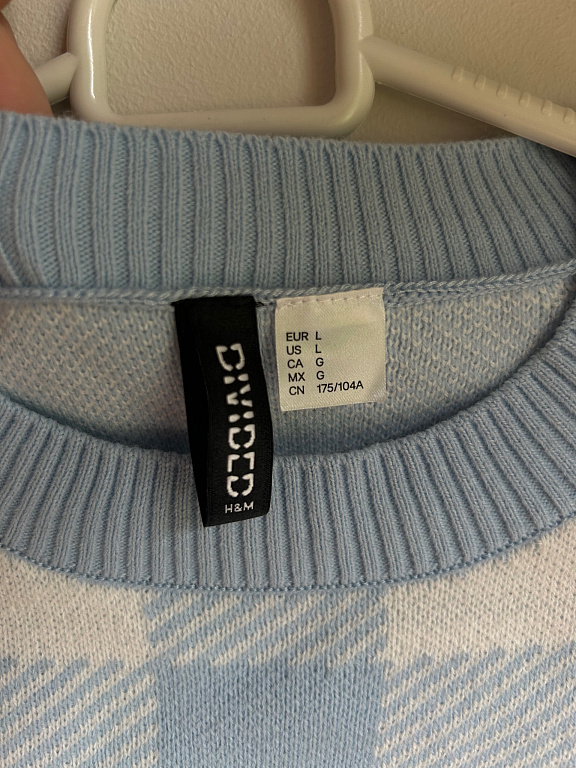 DIVIDED
H&M
EUR L
US L
CA G
MX G
CN 175/104A